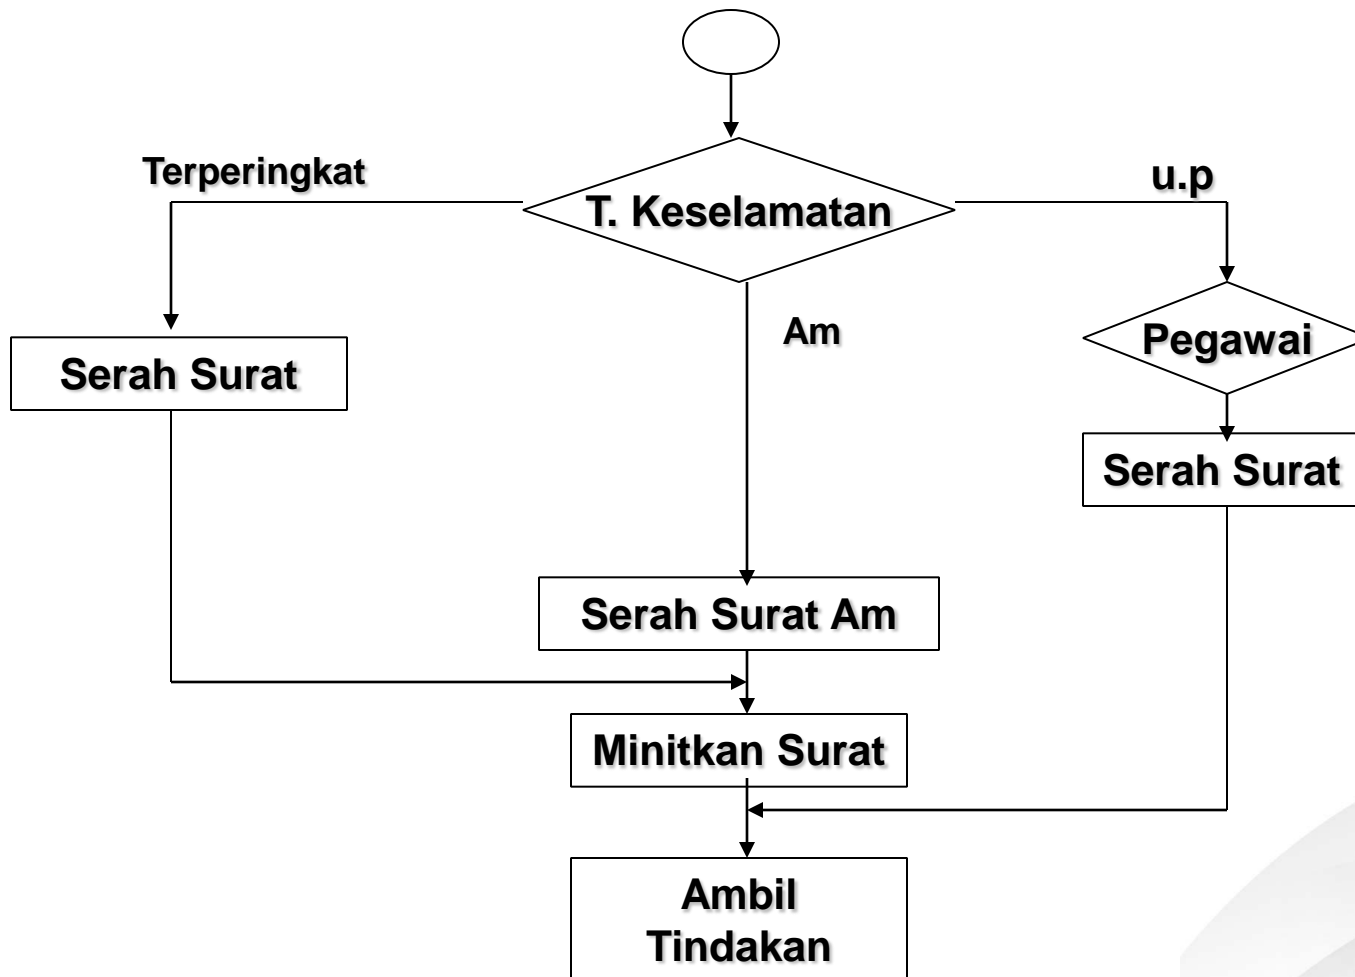 Terperingkat
u.p
T. Keselamatan
Am
Pegawai
Serah Surat
Serah Surat
Serah Surat Am
Minitkan Surat
Ambil
Tindakan